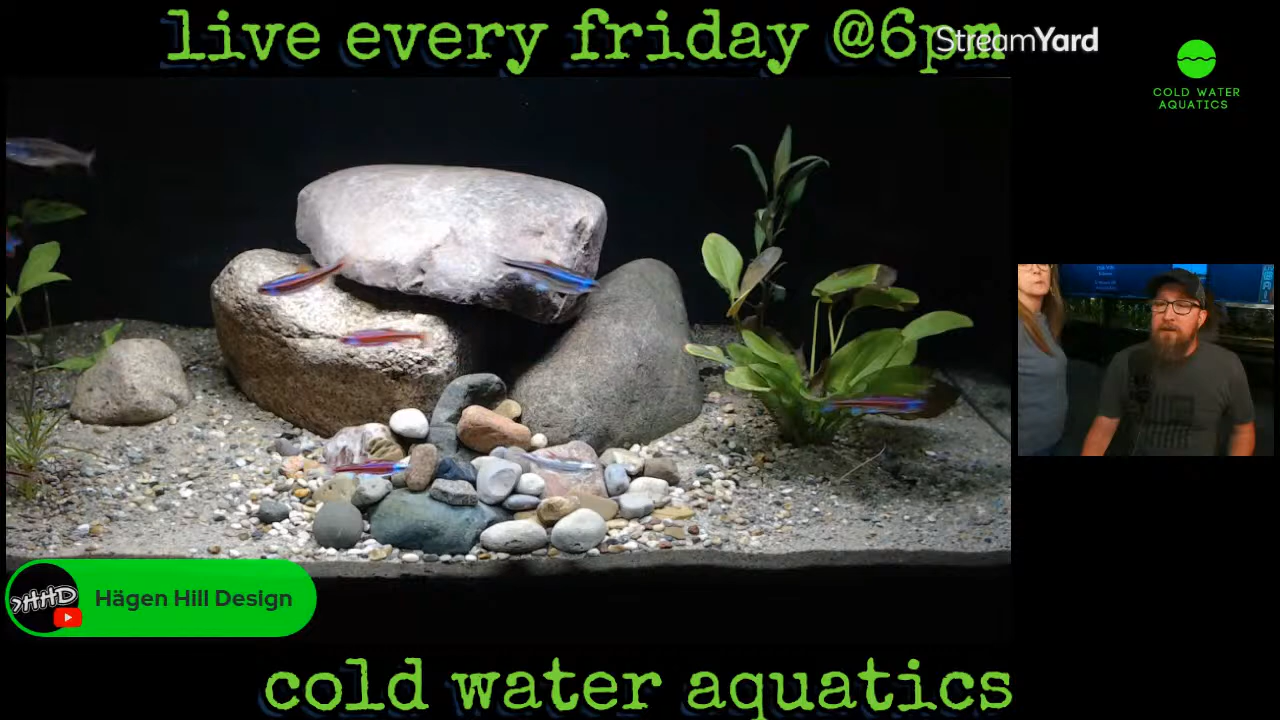 live every friday @6pm
StreamYard
COLD WATER
AQUATICS
HHD
Hägen Hill Design
cold water aquatics